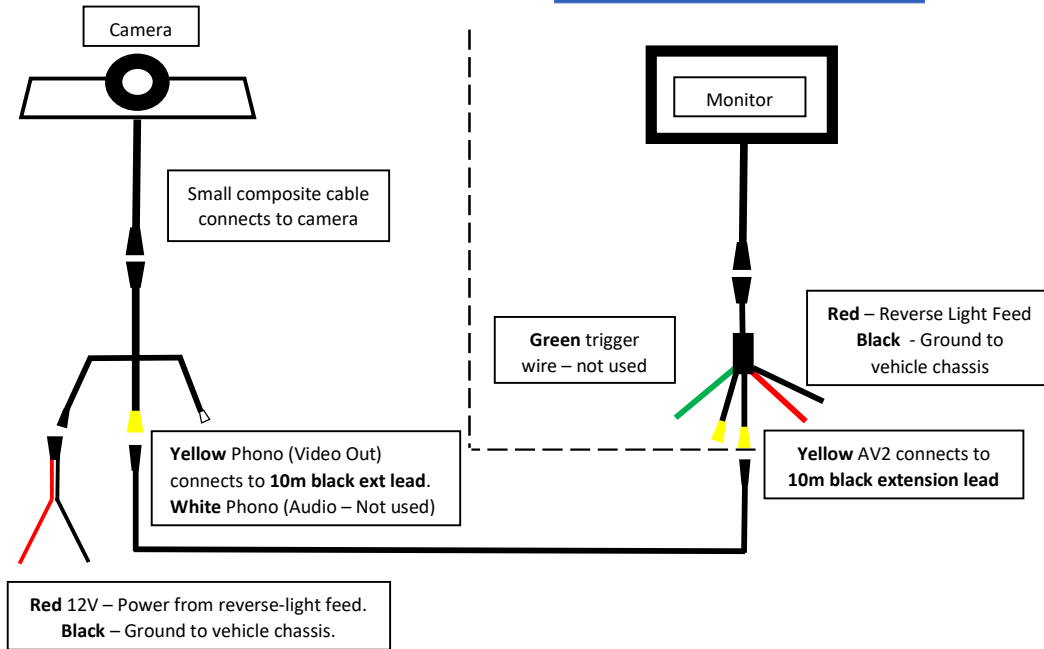 Camera
Monitor
Small composite cable
connects to camera
Green trigger
wire – not used
Red – Reverse Light Feed
Black - Ground to
vehicle chassis
Yellow Phono (Video Out)
connects to 10m black ext lead.
White Phono (Audio – Not used)
Yellow AV2 connects to
10m black extension lead
Red 12V – Power from reverse-light feed.
Black – Ground to vehicle chassis.